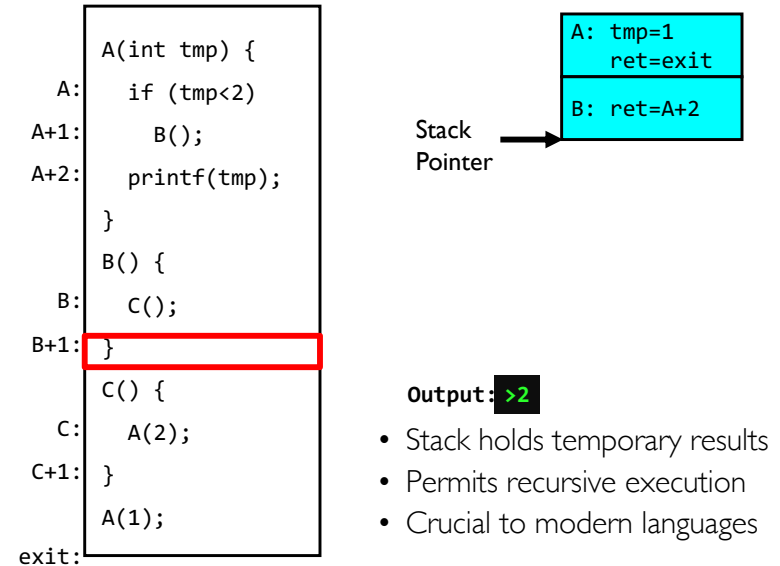 A(int tmp) {
A: if (tmp<2)
A+1: B();
A+2: printf(tmp);
}
B() {
B: C();
B+1: }
C() {
C: A(2);
C+1: }
A(1);
exit:
A: tmp=1
ret=exit
B: ret=A+2
Stack
Pointer
Output: >2
• Stack holds temporary results
• Permits recursive execution
• Crucial to modern languages